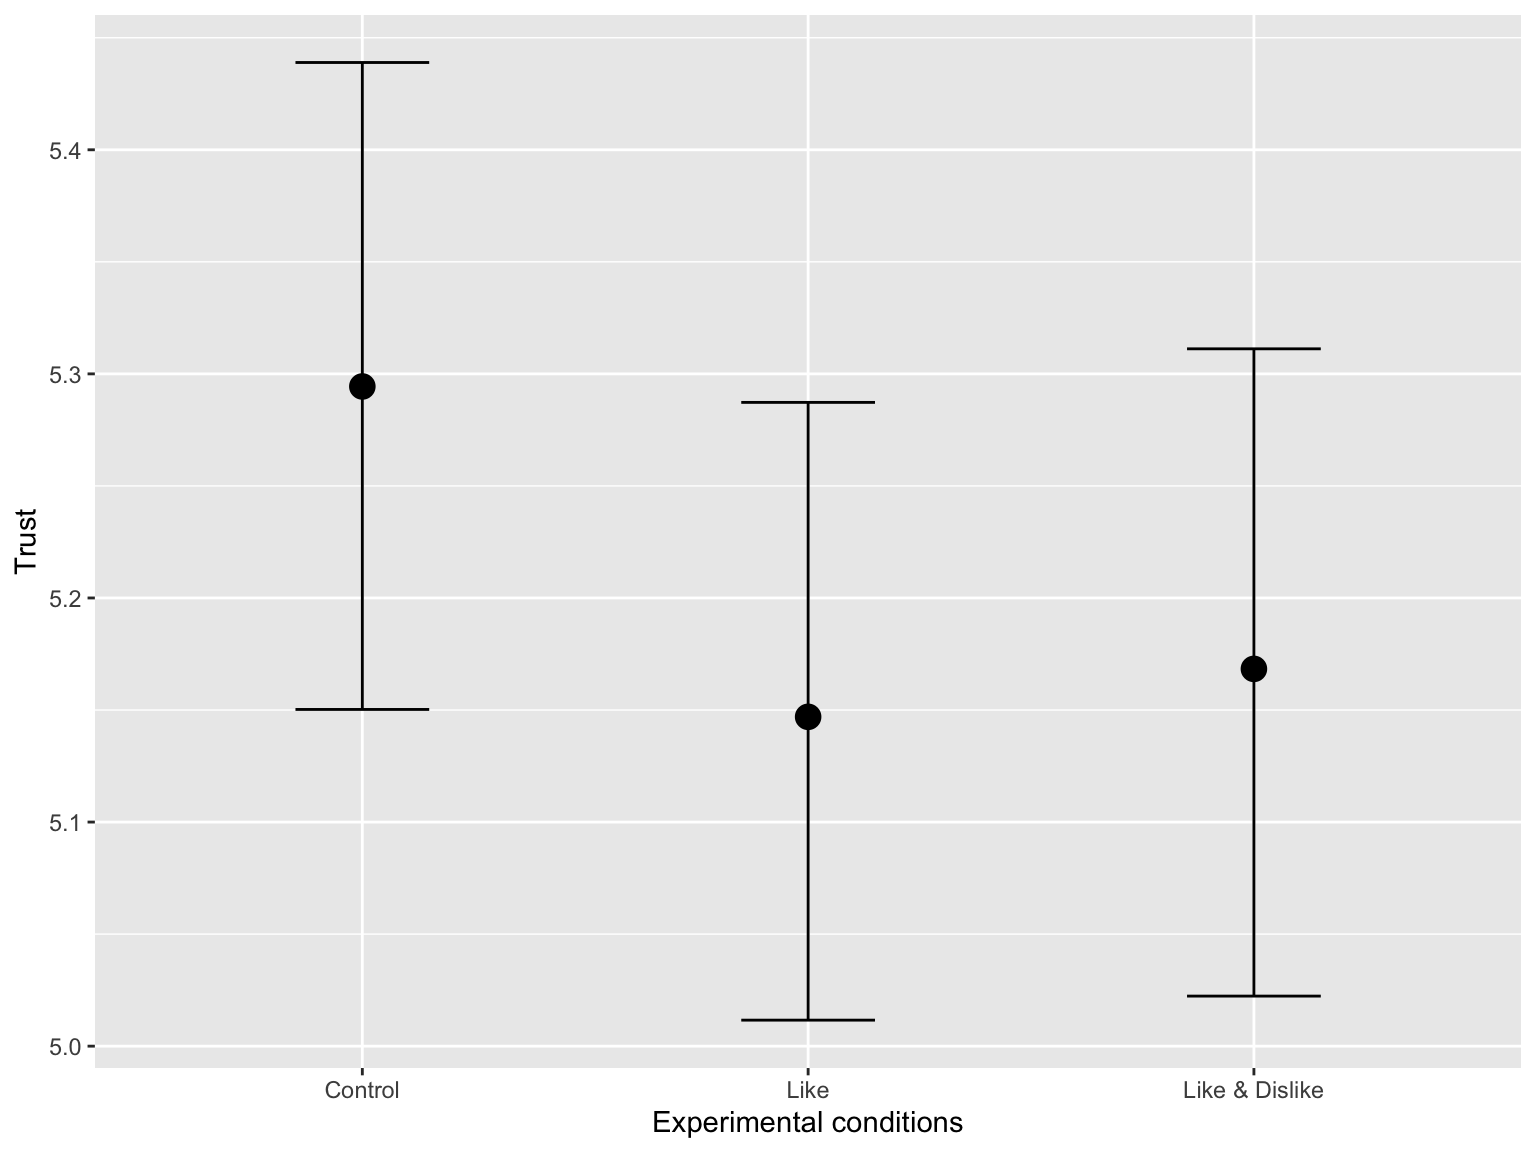 Trust
5.4
5.3
5.2
5.1
5.0
Control
Like
Like & Dislike
Experimental conditions